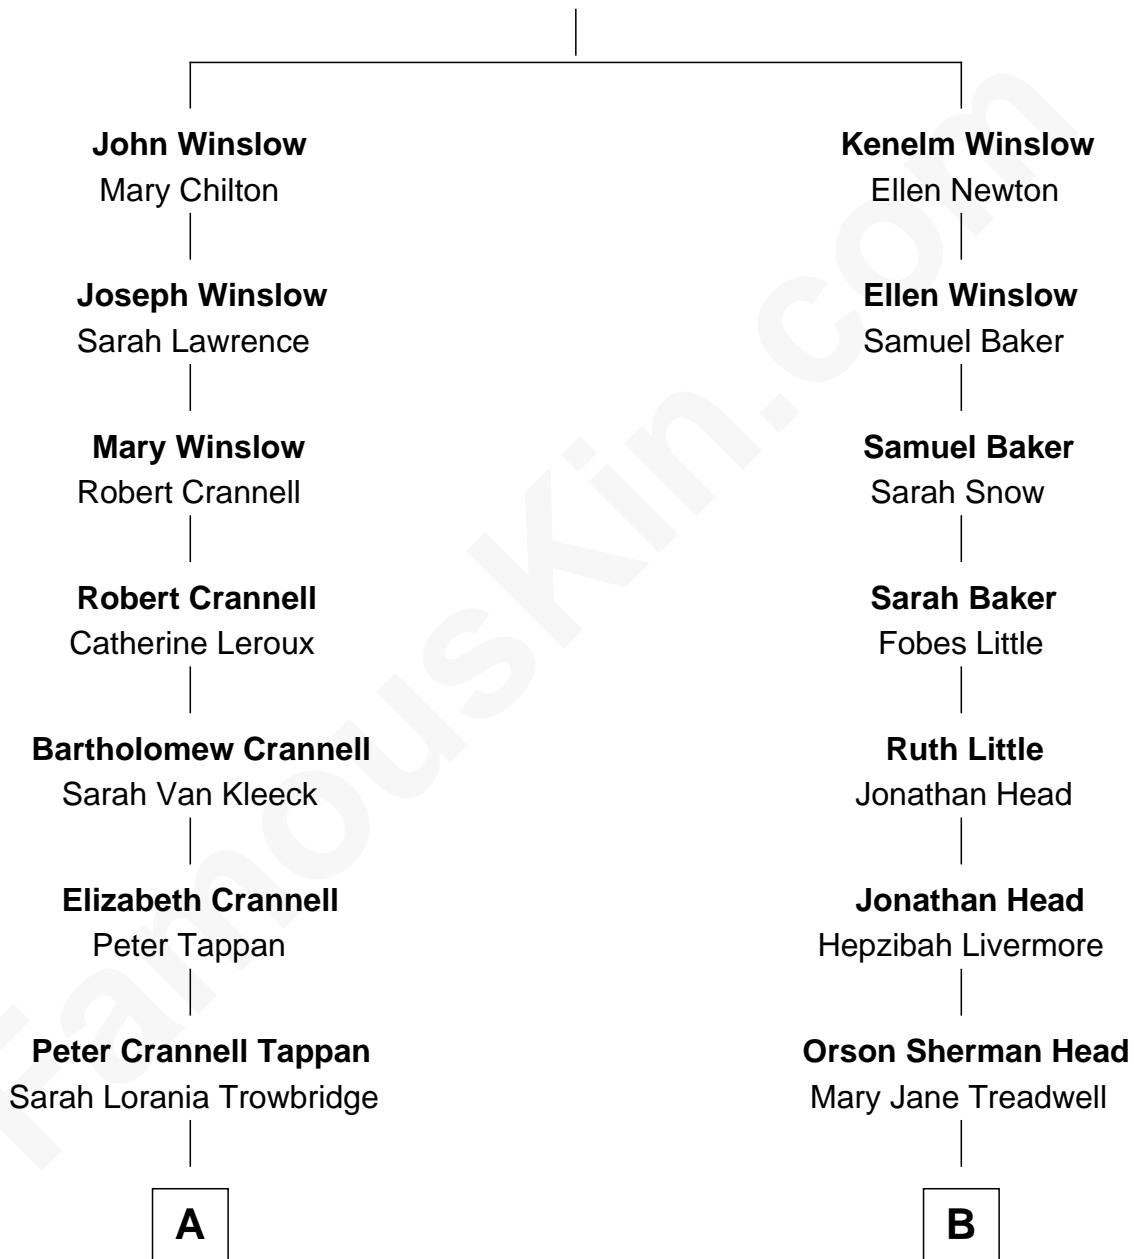 John Winslow
Mary Chilton
Joseph Winslow
Sarah Lawrence
Mary Winslow
Robert Crannell
Robert Crannell
Catherine Leroux
Bartholomew Crannell
Sarah Van Kleeck
Elizabeth Crannell
Peter Tappan
Peter Crannell Tappan
Sarah Lorania Trowbridge
A
Kenelm Winslow
Ellen Newton
Ellen Winslow
Samuel Baker
Samuel Baker
Sarah Snow
Sarah Baker
Fobes Little
Ruth Little
Jonathan Head
Jonathan Head
Hepzibah Livermore
Orson Sherman Head
Mary Jane Treadwell
B
FamousKin.com